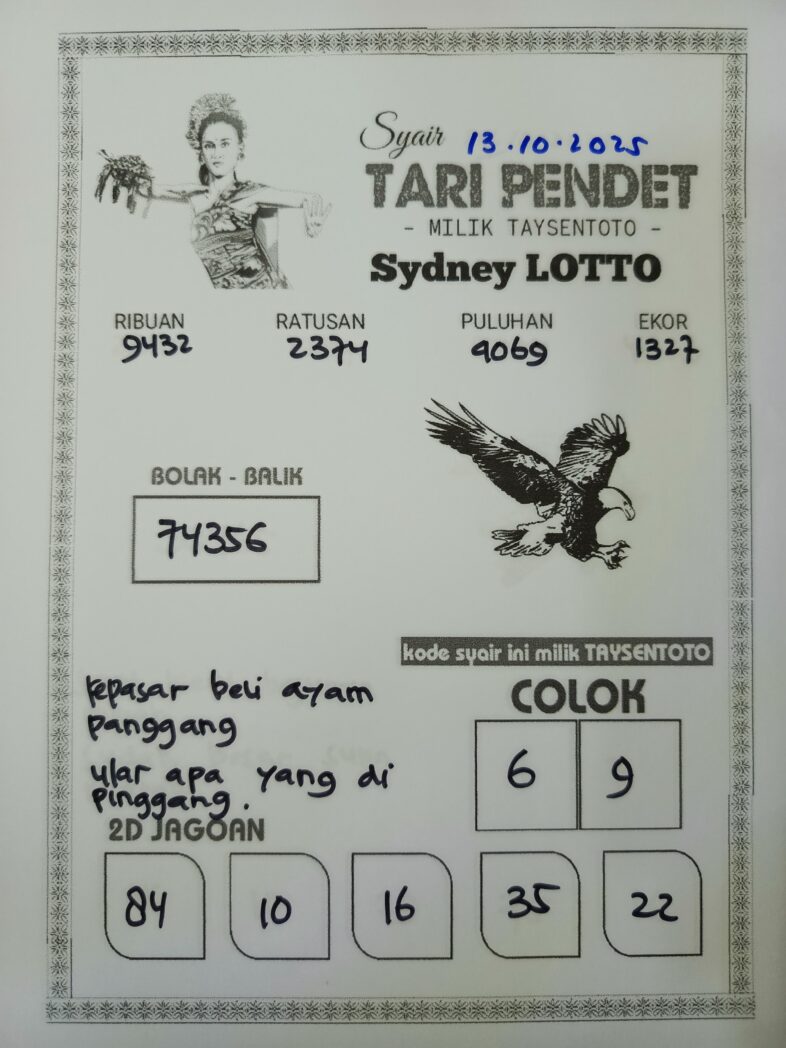 Syair 13.10.2025
TARI PENDET
- MILIK TAYSENTOTO -
Sydney LOTTO
RIBUAN RATUSAN PULUHAN EKOR
9432 2374 9069 1327
BOLAK - BALIK
74356
kode syair ini milik TAYSENTOTO
kepasar beli ayam
panggang
ular apa yang di
pinggang.
COLOK
6 9
2D JAGOAN
84 10 16 35 22